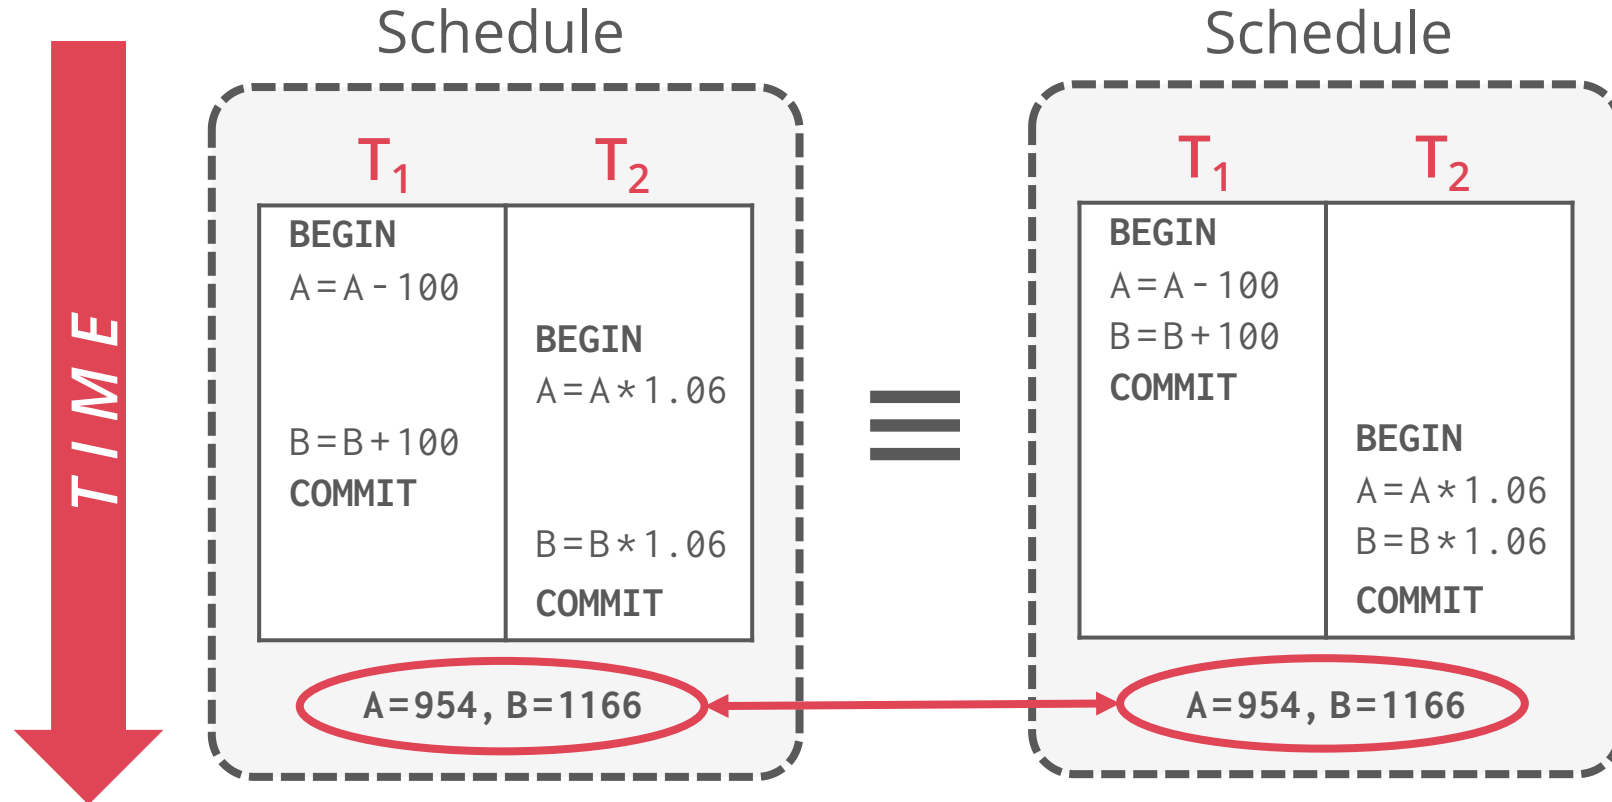 Schedule
Schedule
TIME
T1
T2
BEGIN
A=A-100
BEGIN
A=A*1.06
B=B+100
COMMIT
B=B*1.06
COMMIT
A=954, B=1166
≡
T1
T2
BEGIN
A=A-100
B=B+100
COMMIT
BEGIN
A=A*1.06
B=B*1.06
COMMIT
A=954, B=1166